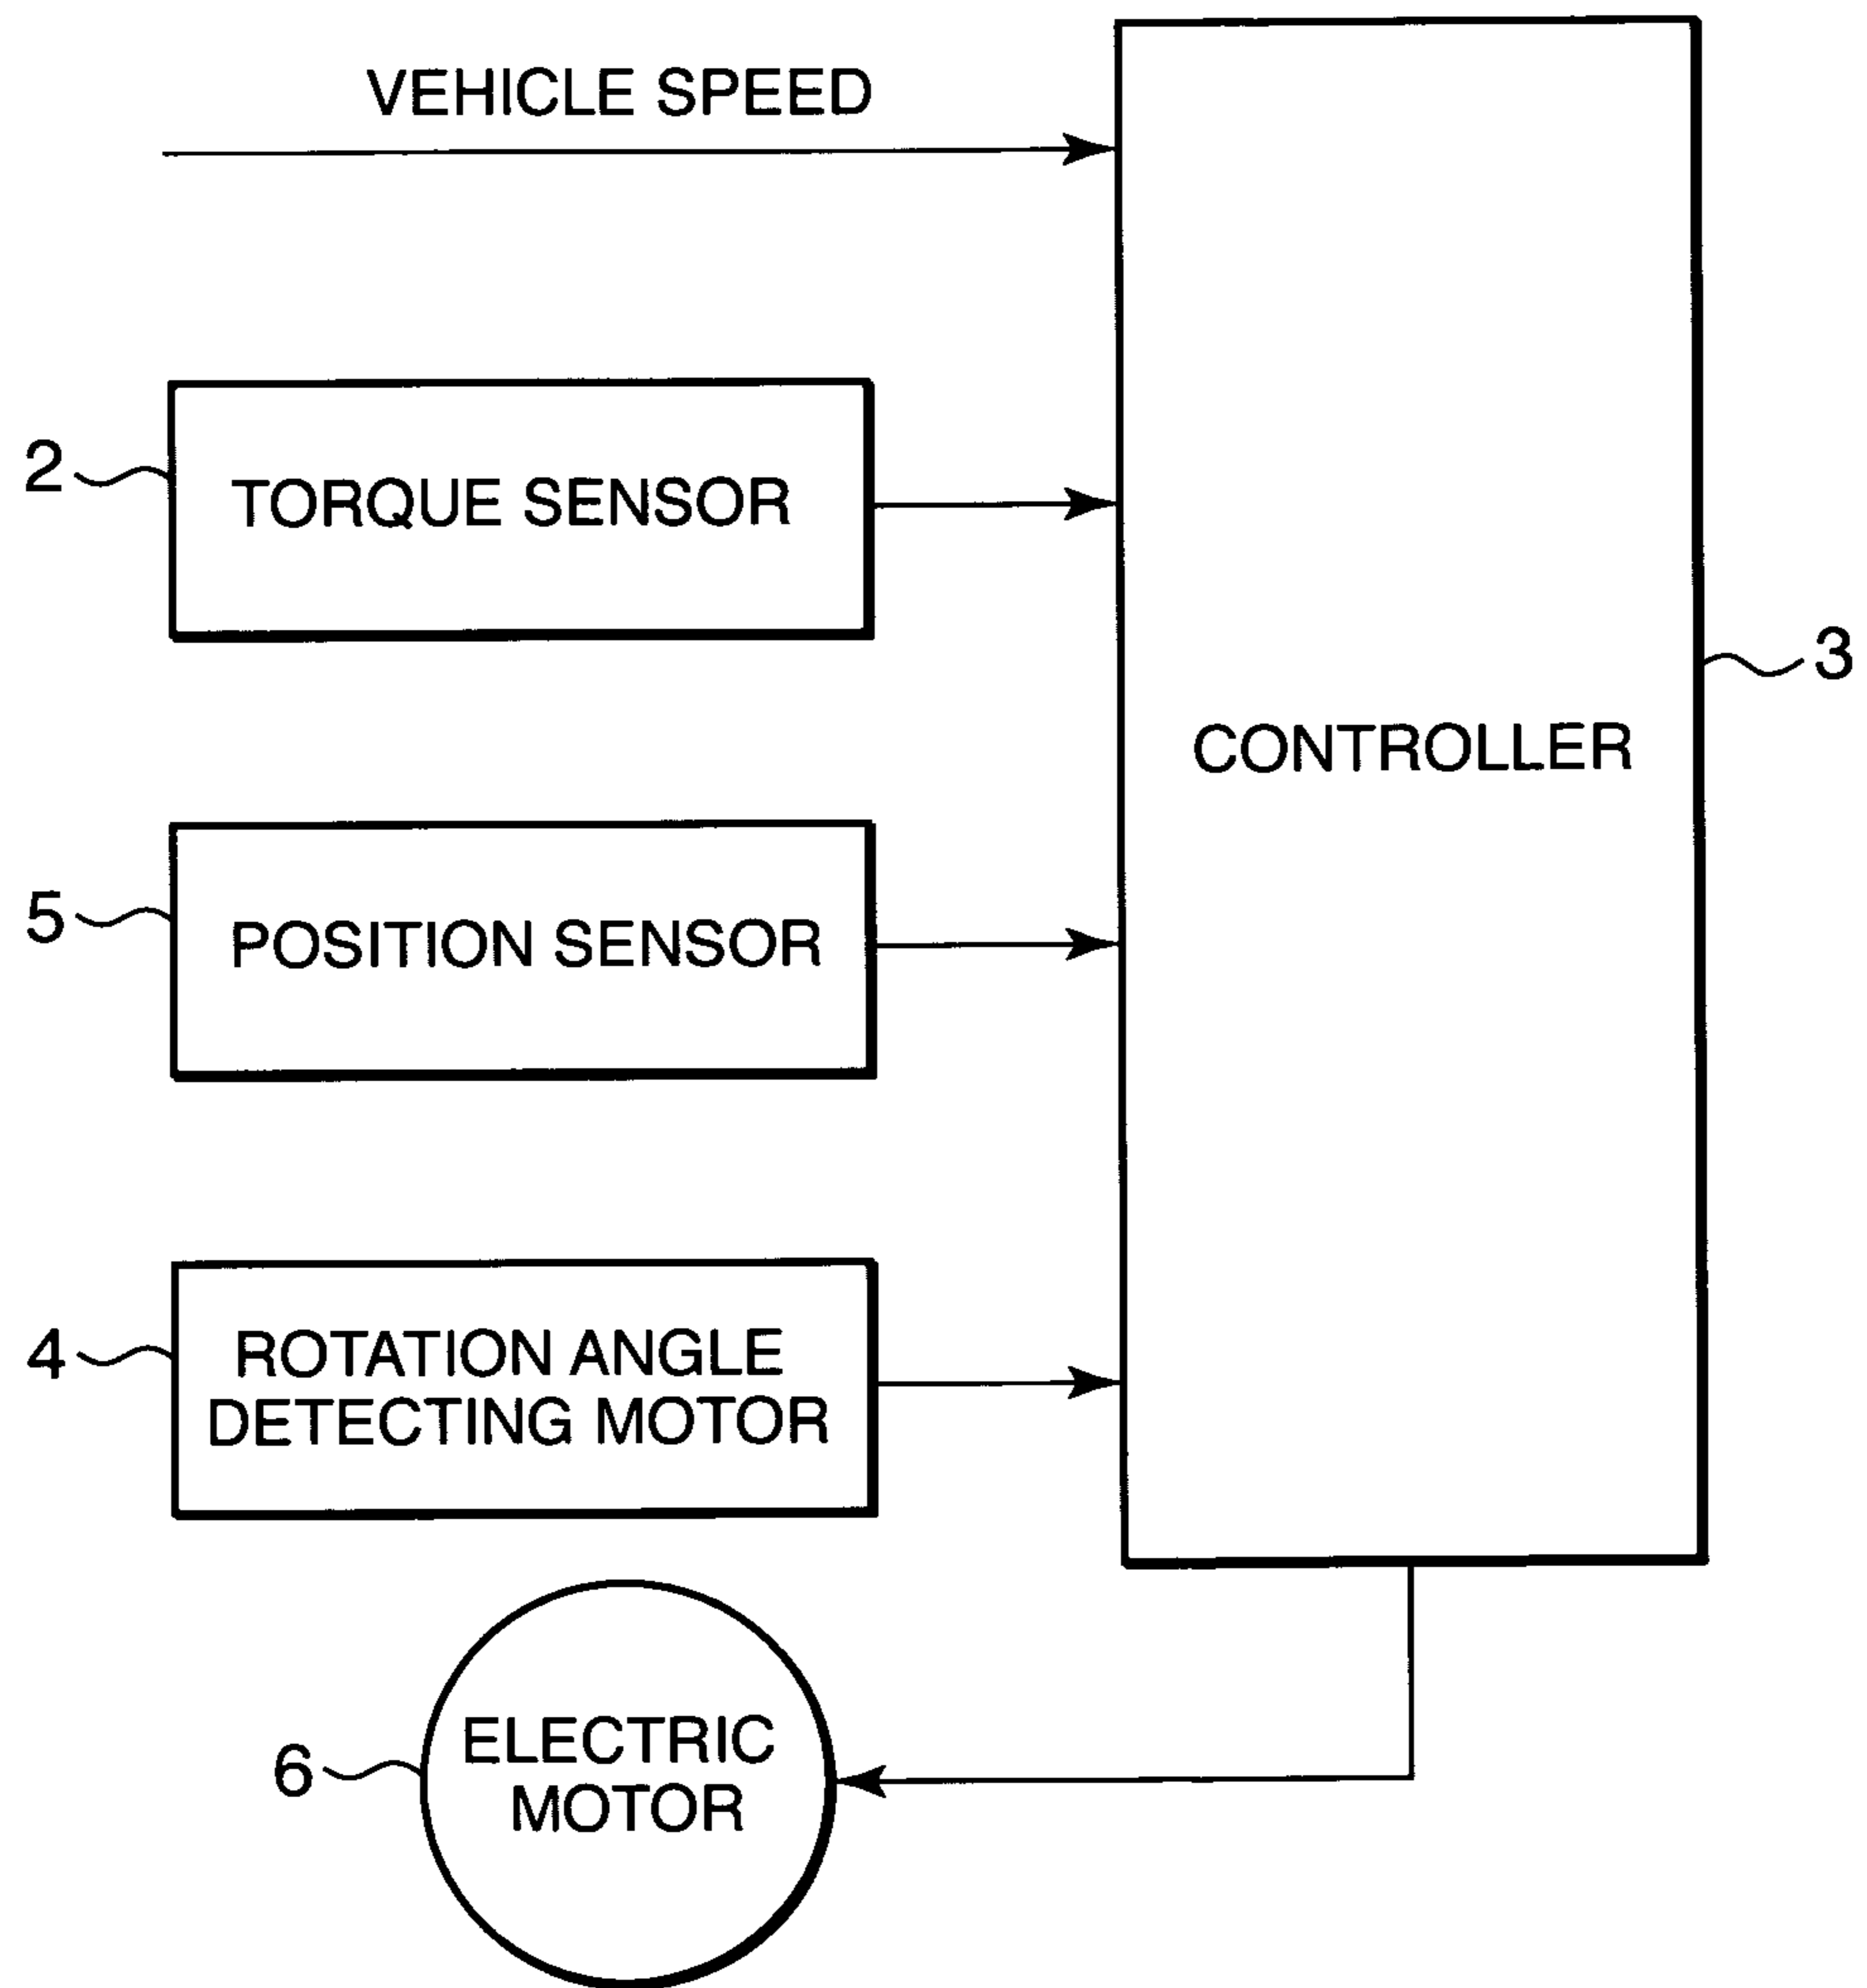 VEHICLE SPEED
2
TORQUE SENSOR
3
CONTROLLER
5
POSITION SENSOR
4
ROTATION ANGLE
DETECTING MOTOR
6
ELECTRIC
MOTOR